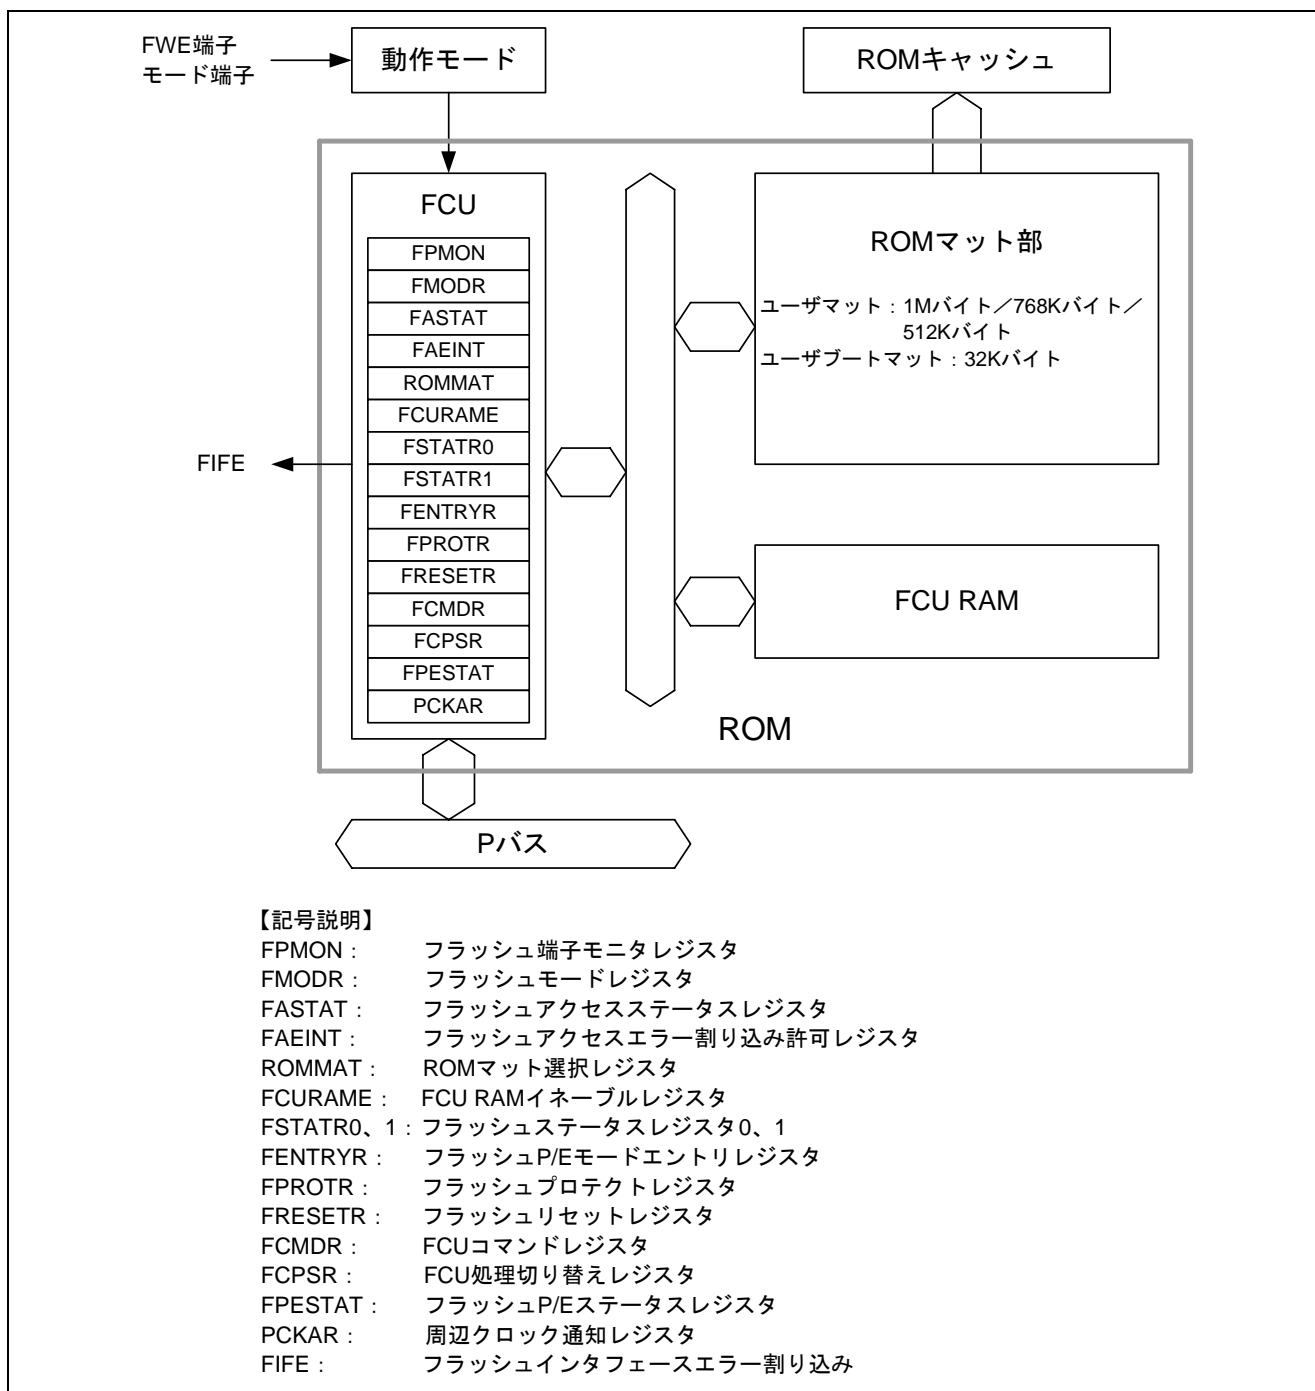 FWE端子
モード端子
動作モード
ROMキャッシュ
FCU
FPMON
FMODR
FASTAT
FAEINT
ROMMAT
FCURAME
FSTATR0
FSTATR1
FENTRYR
FPROTR
FRESETR
FCMDR
FCPSR
FPESTAT
PCKAR
FIFE
ROMマット部
ユーザマット：1Mバイト／768Kバイト／
512Kバイト
ユーザブートマット：32Kバイト
FCU RAM
ROM
Pバス
【記号説明】
FPMON： フラッシュ端子モニタレジスタ
FMODR： フラッシュモードレジスタ
FASTAT： フラッシュアクセスステータスレジスタ
FAEINT： フラッシュアクセスエラー割り込み許可レジスタ
ROMMAT： ROMマット選択レジスタ
FCURAME： FCU RAMイネーブルレジスタ
FSTATR0、1：フラッシュステータスレジスタ0、1
FENTRYR： フラッシュP/Eモードエントリレジスタ
FPROTR： フラッシュプロテクトレジスタ
FRESETR： フラッシュリセットレジスタ
FCMDR： FCUコマンドレジスタ
FCPSR： FCU処理切り替えレジスタ
FPESTAT： フラッシュP/Eステータスレジスタ
PCKAR： 周辺クロック通知レジスタ
FIFE： フラッシュインタフェースエラー割り込み